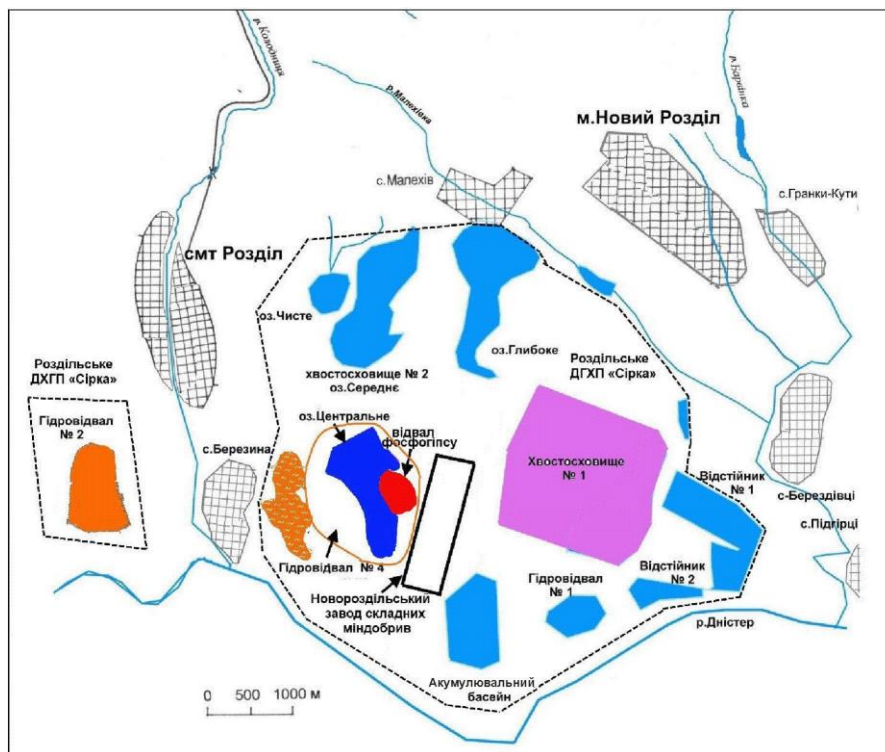 р.Колодниця
р.Малехівка
р.Барвінка
м.Новий Розділ
с.Малехів
с.Гранки-Кути
смт Розділ
оз.Чисте
оз.Глибоке
хвостосховище № 2
оз.Середнє
Роздільське
ДХГП «Сірка»
Роздільське
ДГХП «Сірка»
Гідровідвал
№ 2
оз.Центральне
відвал
фосфогіпсу
с.Березина
Хвостосховище
№ 1
Відстійник
№ 1
с-Берездівці
с.Підгірці
Гідровідвал № 4
Гідровідвал
№ 1
Відстійник
№ 2
Новороздільський
завод складних
міндобрив
р.Дністер
Акумулювальний
басейн
0 500 1000 м